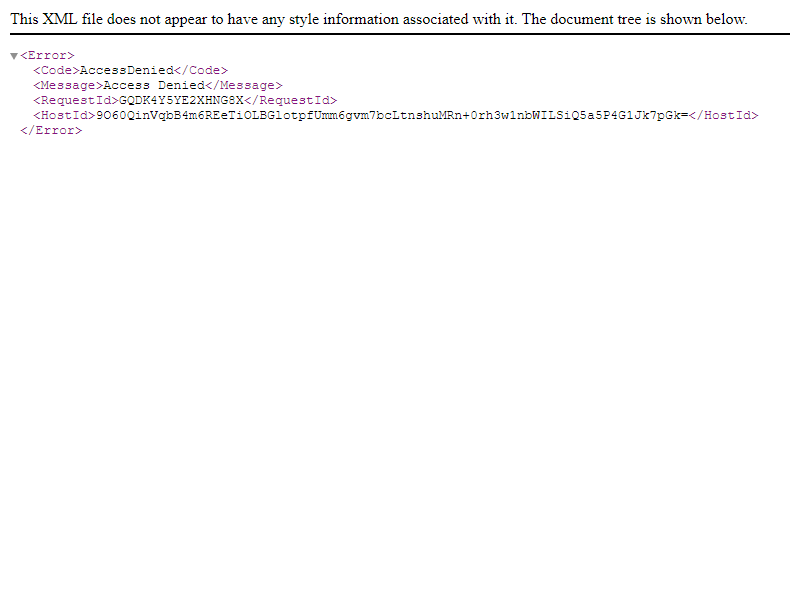 This XML file does not appear to have any style information associated with it. The document tree is shown below.
▼<Error>
<Code>AccessDenied</Code>
<Message>Access Denied</Message>
<RequestId>GQDK4Y5YE2XHNG8X</RequestId>
<HostId>9O60QinVqbB4m6REeTiOLBGlotpfUmm6gvm7bcLtnshuMRn+0rh3w1nbWILSiQ5a5P4G1Jk7pGk=</HostId>
</Error>